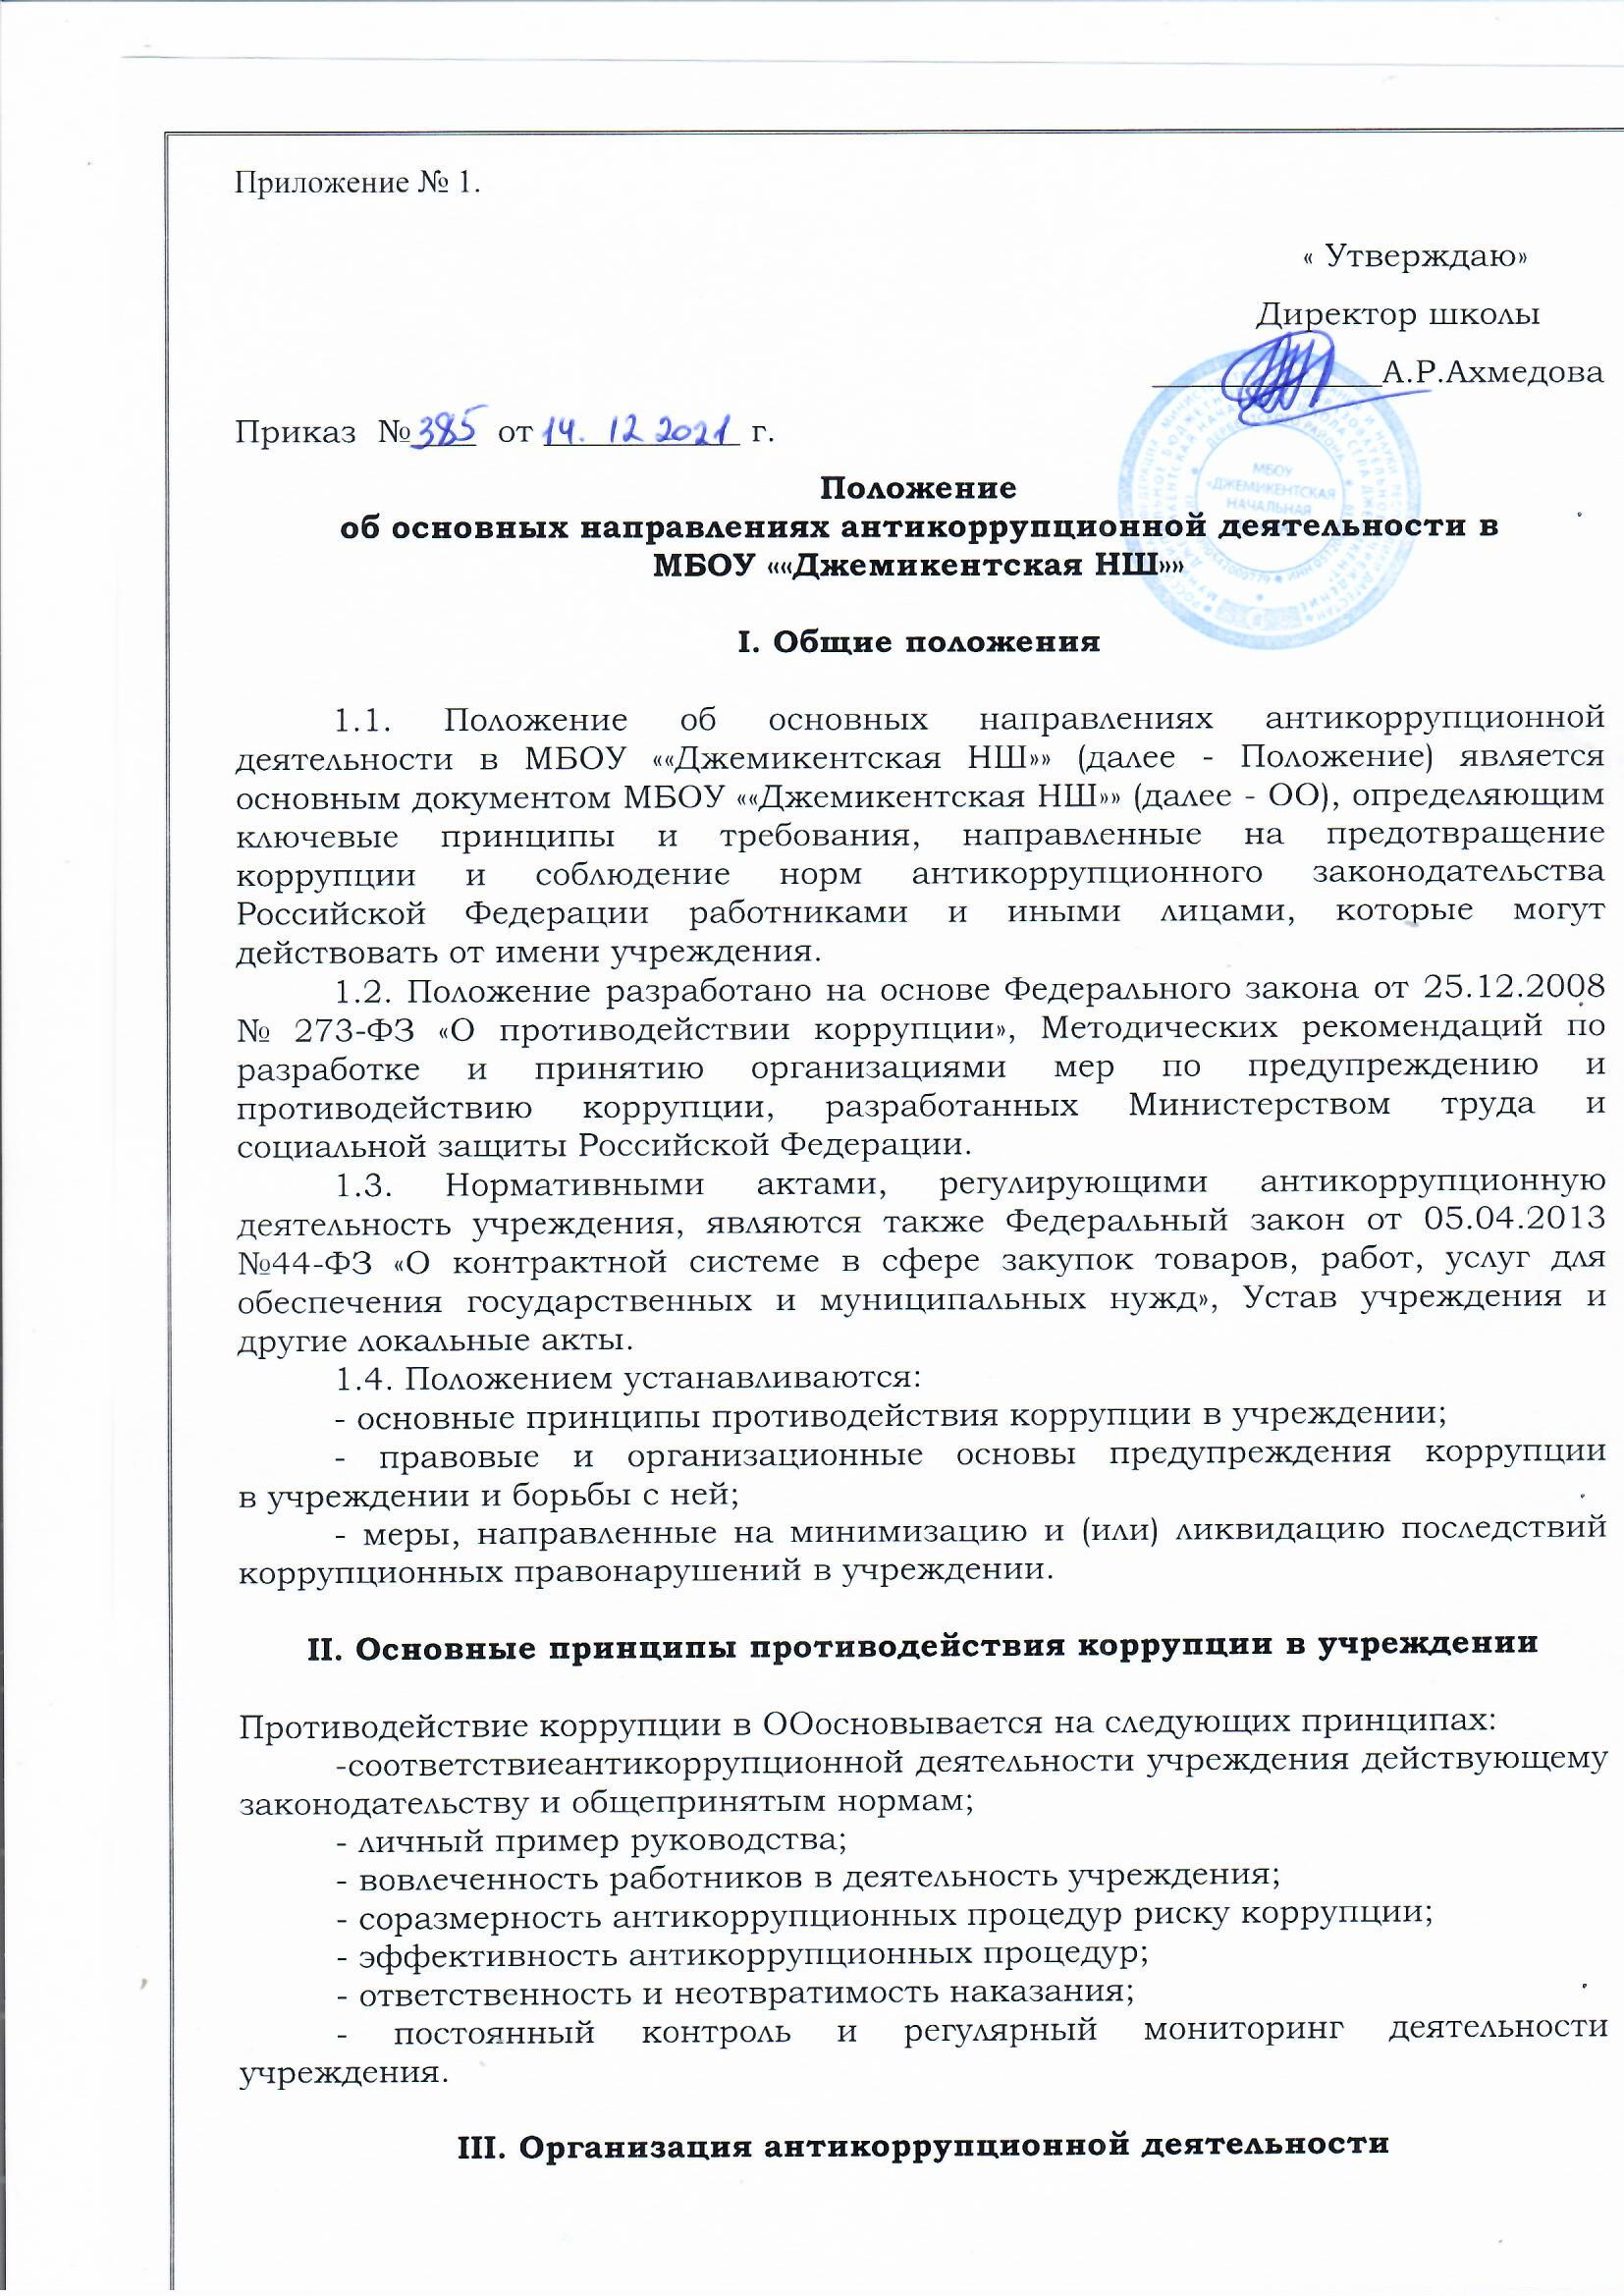 Приложение № 1.
« Утверждаю»
Директор школы
______________А.Р.Ахмедова
Приказ № 385 от 14. 12 2021 г.
МБОУ
«ДЖЕМИКЕНТСКАЯ
НАЧАЛЬНАЯ
Положение
об основных направлениях антикоррупционной деятельности в
МБОУ ««Джемикентская НШ»»
I. Общие положения
1.1. Положение об основных направлениях антикоррупционной
деятельности в МБОУ ««Джемикентская НШ»» (далее - Положение) является
основным документом МБОУ ««Джемикентская НШ»» (далее - ОО), определяющим
ключевые принципы и требования, направленные на предотвращение
коррупции и соблюдение норм антикоррупционного законодательства
Российской Федерации работниками и иными лицами, которые могут
действовать от имени учреждения.
1.2. Положение разработано на основе Федерального закона от 25.12.2008
№ 273-ФЗ «О противодействии коррупции», Методических рекомендаций по
разработке и принятию организациями мер по предупреждению и
противодействию коррупции, разработанных Министерством труда и
социальной защиты Российской Федерации.
1.3. Нормативными актами, регулирующими антикоррупционную
деятельность учреждения, являются также Федеральный закон от 05.04.2013
№44-ФЗ «О контрактной системе в сфере закупок товаров, работ, услуг для
обеспечения государственных и муниципальных нужд», Устав учреждения и
другие локальные акты.
1.4. Положением устанавливаются:
- основные принципы противодействия коррупции в учреждении;
- правовые и организационные основы предупреждения коррупции
в учреждении и борьбы с ней;
- меры, направленные на минимизацию и (или) ликвидацию последствий
коррупционных правонарушений в учреждении.
II. Основные принципы противодействия коррупции в учреждении
Противодействие коррупции в ОООсновывается на следующих принципах:
-соответствиеантикоррупционной деятельности учреждения действующему
законодательству и общепринятым нормам;
- личный пример руководства;
- вовлеченность работников в деятельность учреждения;
- соразмерность антикоррупционных процедур риску коррупции;
- эффективность антикоррупционных процедур;
- ответственность и неотвратимость наказания;
- постоянный контроль и регулярный мониторинг деятельности
учреждения.
III. Организация антикоррупционной деятельности